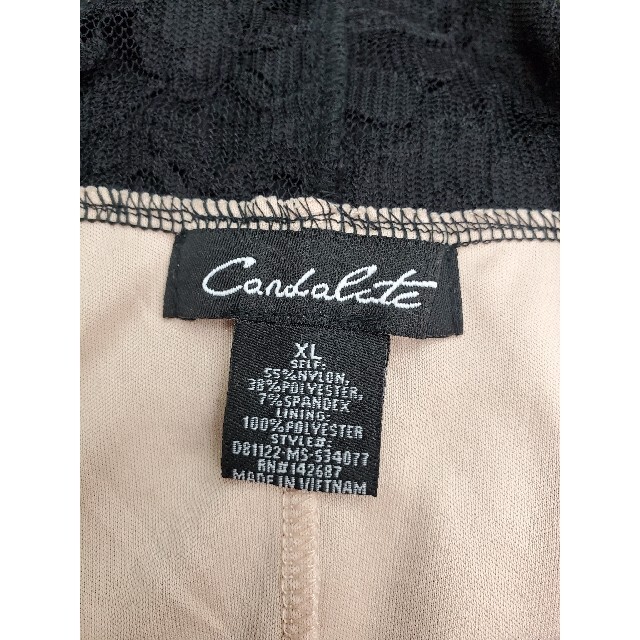 Candalite
XL
SELF:
55%NYLON,
38%POLYESTER,
7%SPANDEX
LINING:
100%POLYESTER
STYLE#:
D81122-MS-S34077
RN#142687
MADE IN VIETNAM